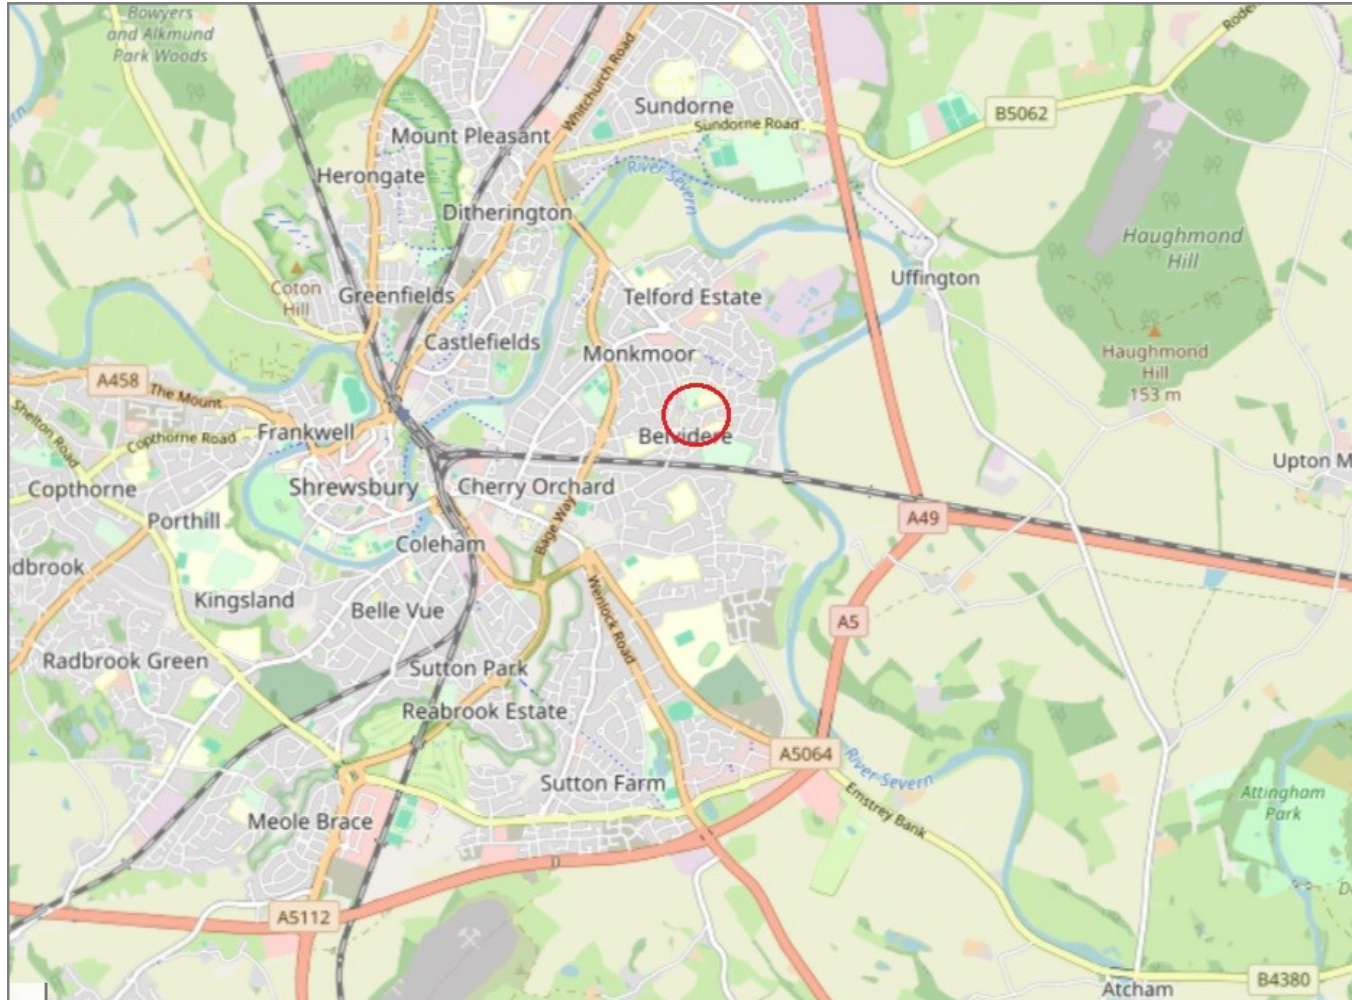 Bowyers
and Alkmund
Park Woods
Severn
Whitchurch Road
Sundorne
Sundorne Road
B5062
Mount Pleasant
Herongate
River Severn
Ditherington
Haughmond
Hill
Uffington
Coton
Hill
Greenfields
Telford Estate
Castlefields
Monkmoor
Haughmond
Hill
153 m
A458
The Mount
Shelton Road
Copthorne Road
Frankwell
Belvidere
Upton M
Copthorne
Shrewsbury
Cherry Orchard
Porthill
A49
Bage Way
Coleham
dbrook
Kingsland
Belle Vue
Wenlock Road
A5
Radbrook Green
Sutton Park
Reabrook Estate
A5064
River Severn
Sutton Farm
Emstrey Bank
Attingham
Park
Meole Brace
A5112
Atcham
B4380